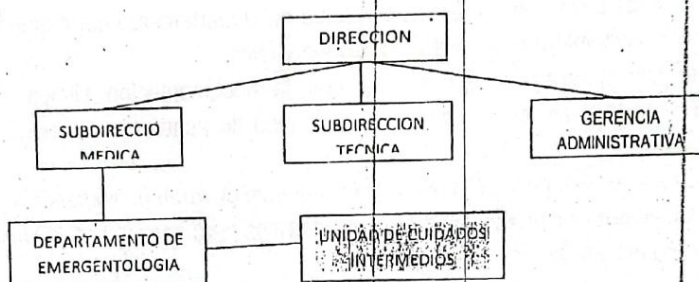 DIRECCION
SUBDIRECCIO
MEDICA
SUBDIRECCION
TECNICA
GERENCIA
ADMINISTRATIVA
DEPARTAMENTO DE
EMERGENTOLOGIA
UNIDAD DE CUIDADOS
INTERMEDIOS